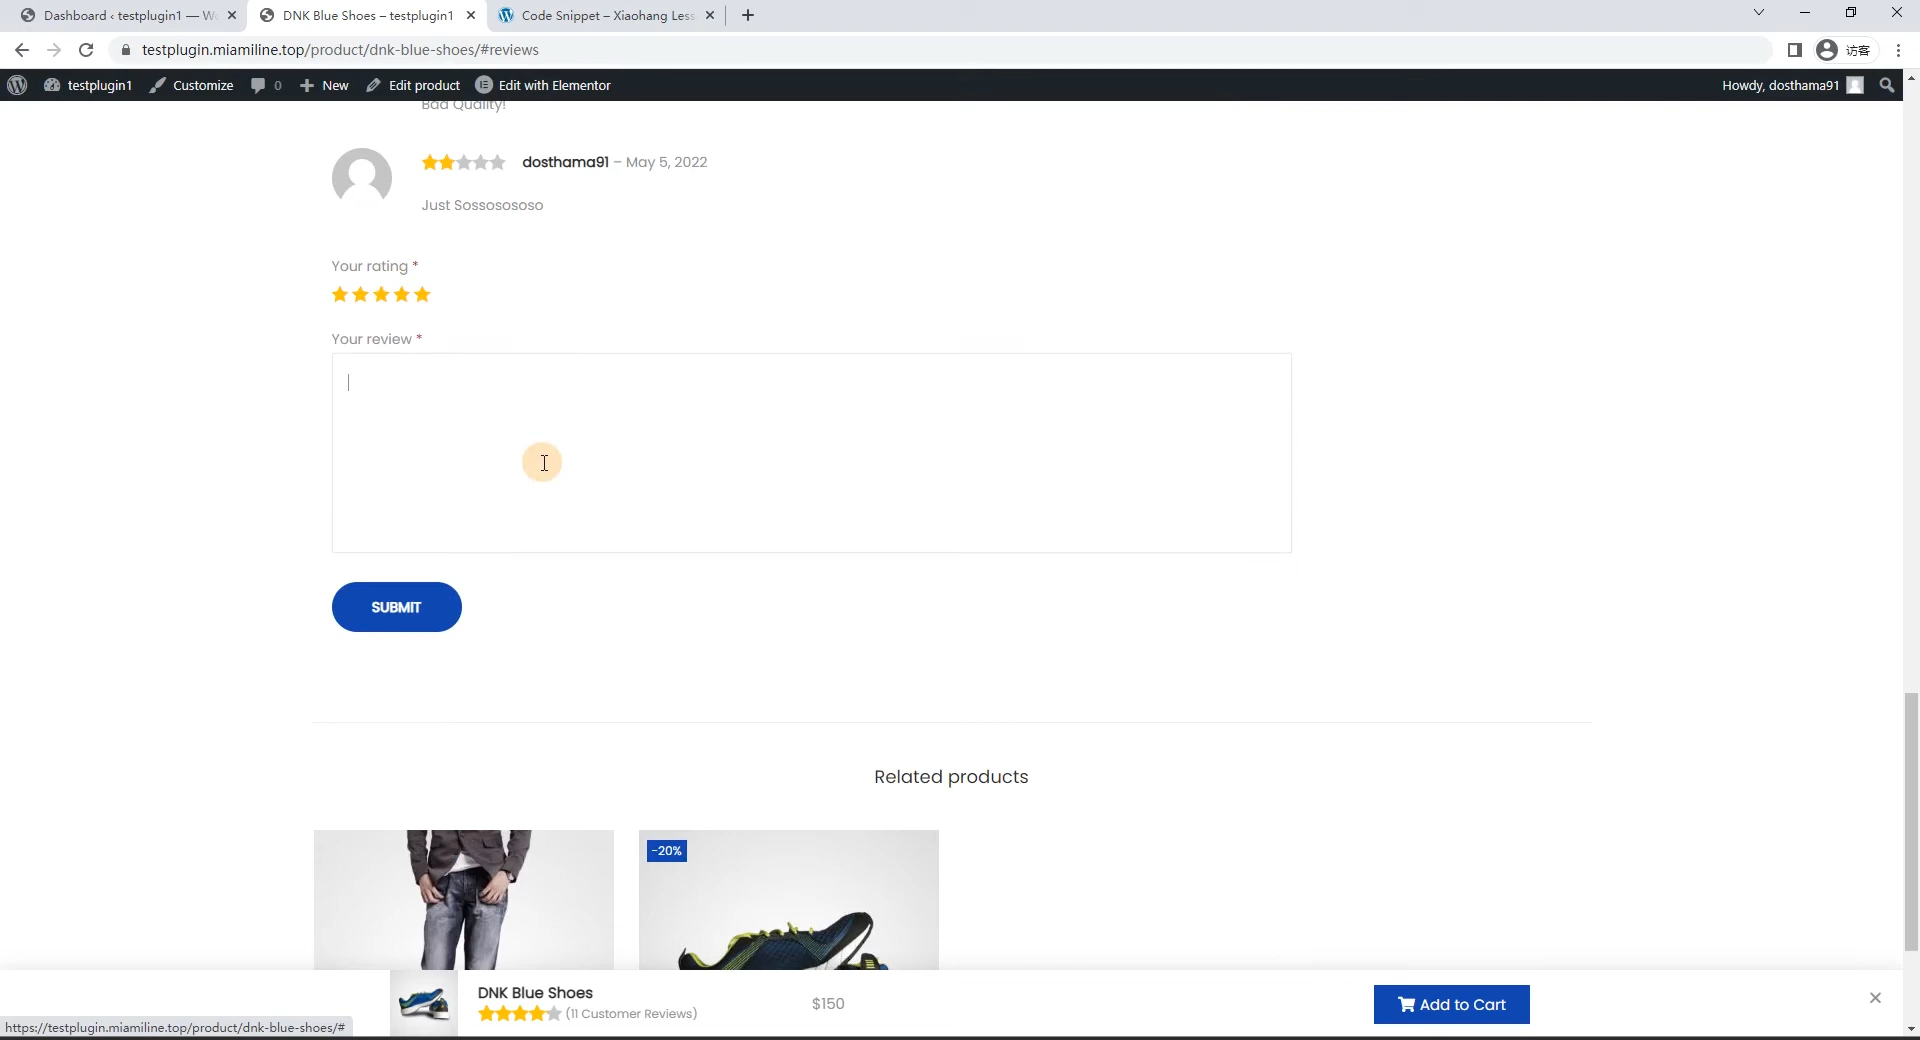 Dashboard ‹ testplugin1 — W
DNK Blue Shoes – testplugin1
Code Snippet – Xiaohang Less
testplugin.miamiline.top/product/dnk-blue-shoes/#reviews
访客
testplugin1
Customize
0
New
Edit product
Edit with Elementor
Howdy, dosthama91
Bad Quality!
dosthama91 – May 5, 2022
Just Sossosososo
Your rating *
Your review *
SUBMIT
Related products
-20%
DNK Blue Shoes
(11 Customer Reviews)
$150
Add to Cart
https://testplugin.miamiline.top/product/dnk-blue-shoes/#